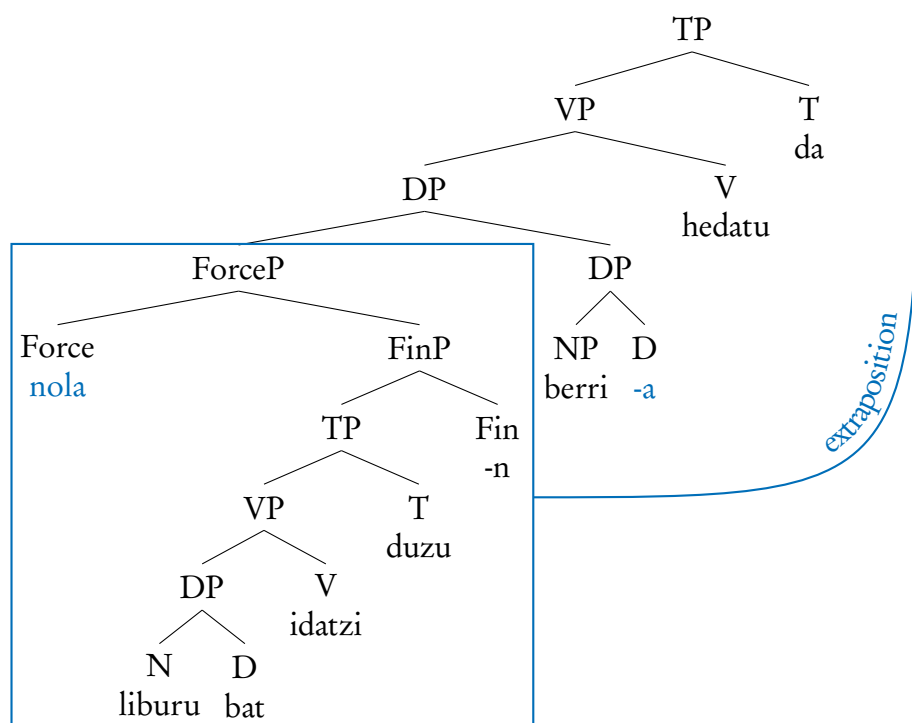 TP
VP T
da
DP V
hedatu
ForceP DP
Force FinP NP D
nola berri -a
extraposition
TP Fin
-n
VP T
duzu
DP V
idatzi
N D
liburu bat